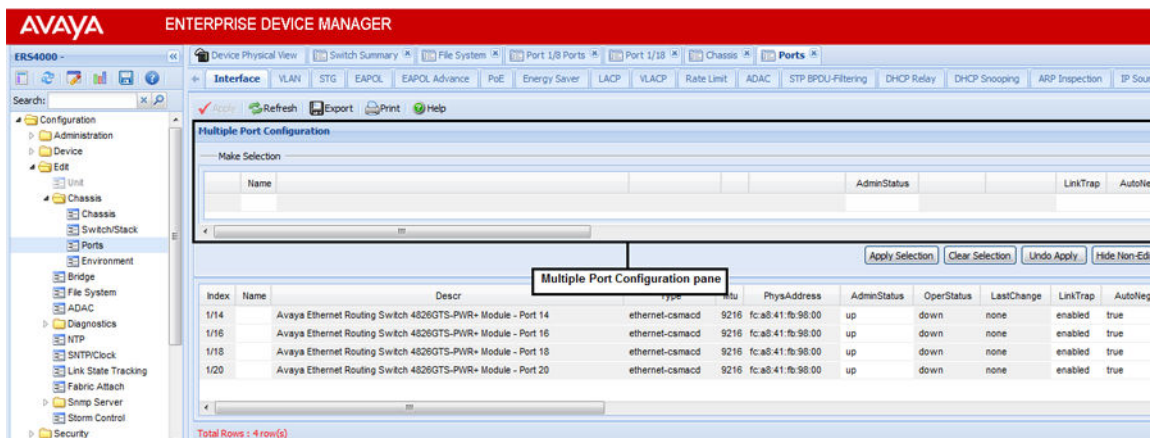 AVAYA ENTERPRISE DEVICE MANAGER
ERS4000 -
Device Physical View Switch Summary File System Port 1/8 Ports Port 1/18 Chassis Ports
Interface VLAN STG EAPOL EAPOL Advance PoE Energy Saver LACP VLACP Rate Limit ADAC STP BPDU-Filtering DHCP Relay DHCP Snooping ARP Inspection IP Sour
Search:
Apply Refresh Export Print Help
Configuration
Administration
Device
Edit
Unit
Chassis
Chassis
Switch/Stack
Ports
Environment
Bridge
File System
ADAC
Diagnostics
NTP
SNTP/Clock
Link State Tracking
Fabric Attach
Snmp Server
Storm Control
Security
Multiple Port Configuration
Make Selection
Name AdminStatus LinkTrap AutoNe
Apply Selection Clear Selection Undo Apply Hide Non-Edi
Multiple Port Configuration pane
Index Name Descr PhysAddress AdminStatus OperStatus LastChange LinkTrap AutoNeg
1/14 Avaya Ethernet Routing Switch 4826GTS-PWR+ Module - Port 14 ethernet-csmacd 9216 fc:a8:41:fb:98:00 up down none enabled true
1/16 Avaya Ethernet Routing Switch 4826GTS-PWR+ Module - Port 16 ethernet-csmacd 9216 fc:a8:41:fb:98:00 up down none enabled true
1/18 Avaya Ethernet Routing Switch 4826GTS-PWR+ Module - Port 18 ethernet-csmacd 9216 fc:a8:41:fb:98:00 up down none enabled true
1/20 Avaya Ethernet Routing Switch 4826GTS-PWR+ Module - Port 20 ethernet-csmacd 9216 fc:a8:41:fb:98:00 up down none enabled true
Total Rows : 4 row(s)